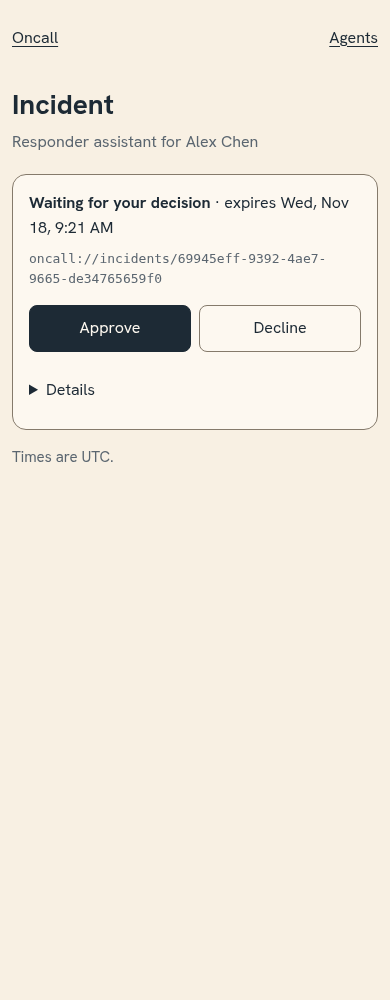 Oncall
Agents
Incident
Responder assistant for Alex Chen
Waiting for your decision · expires Wed, Nov
18, 9:21 AM
oncall://incidents/69945eff-9392-4ae7-
9665-de34765659f0
Approve
Decline
Details
Times are UTC.